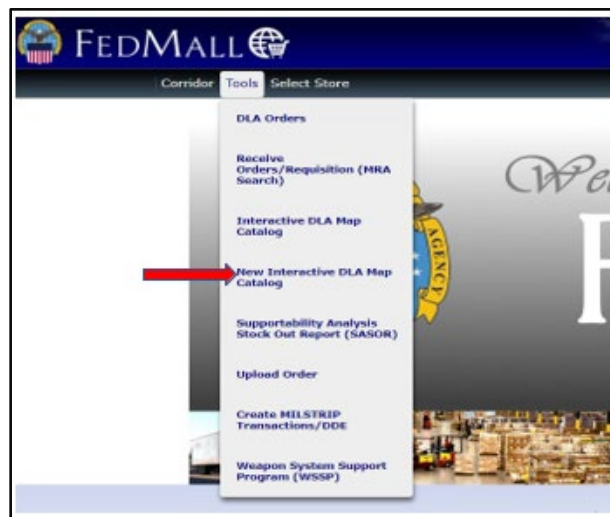 FEDMALL
Corridor Tools Select Store
DLA Orders
Receive
Orders/Requisition (MRA
Search)
Interactive DLA Map
Catalog
New Interactive DLA Map
Catalog
Supportability Analysis
Stock Out Report (SASOR)
Upload Order
Create MILSTRIP
Transactions/DDE
Weapon System Support
Program (WSSP)
AGENCY